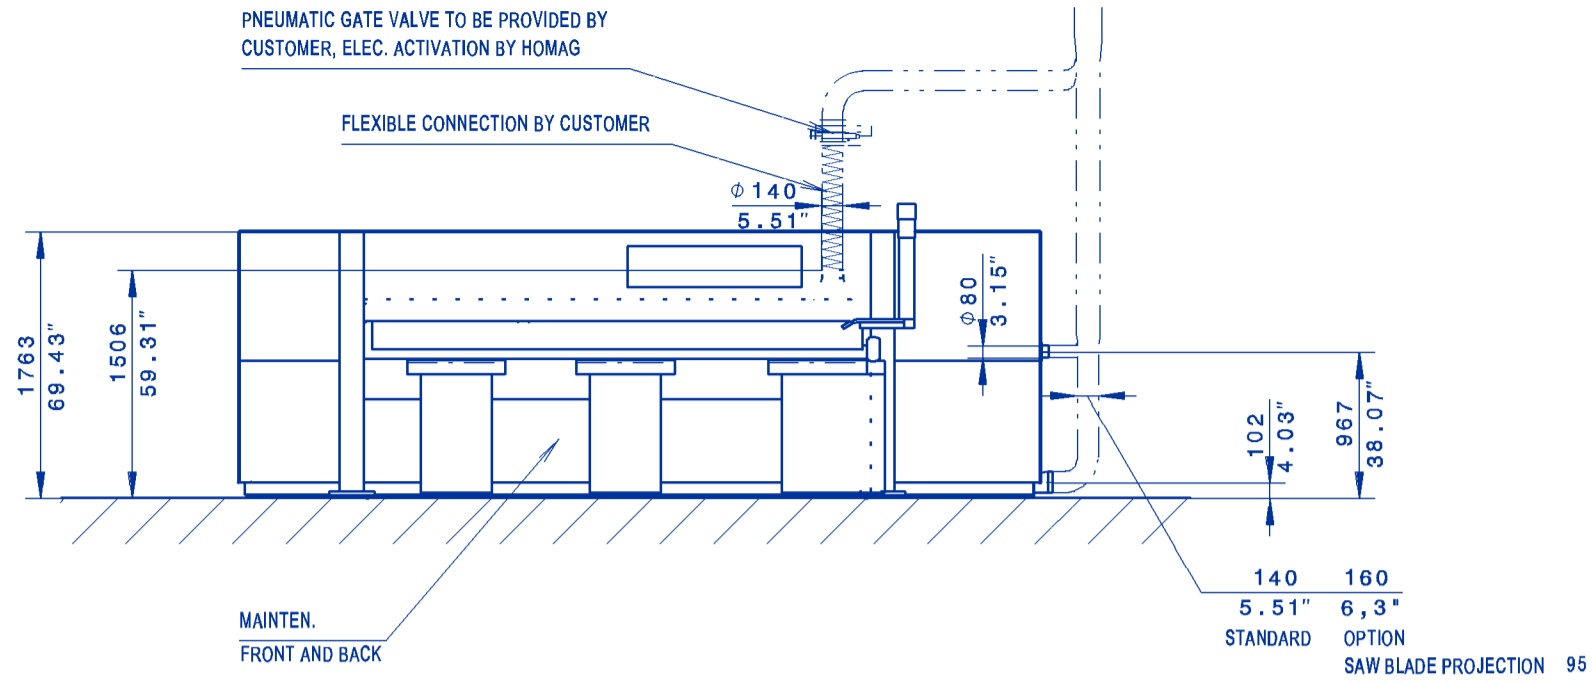 PNEUMATIC GATE VALVE TO BE PROVIDED BY
CUSTOMER, ELEC. ACTIVATION BY HOMAG
FLEXIBLE CONNECTION BY CUSTOMER
⌀ 140
5.51"
1763
69.43"
1506
59.31"
⌀ 80
3.15"
102
4.03"
967
38.07"
MAINTEN.
FRONT AND BACK
140 160
5.51" 6,3"
STANDARD OPTION
SAW BLADE PROJECTION 95